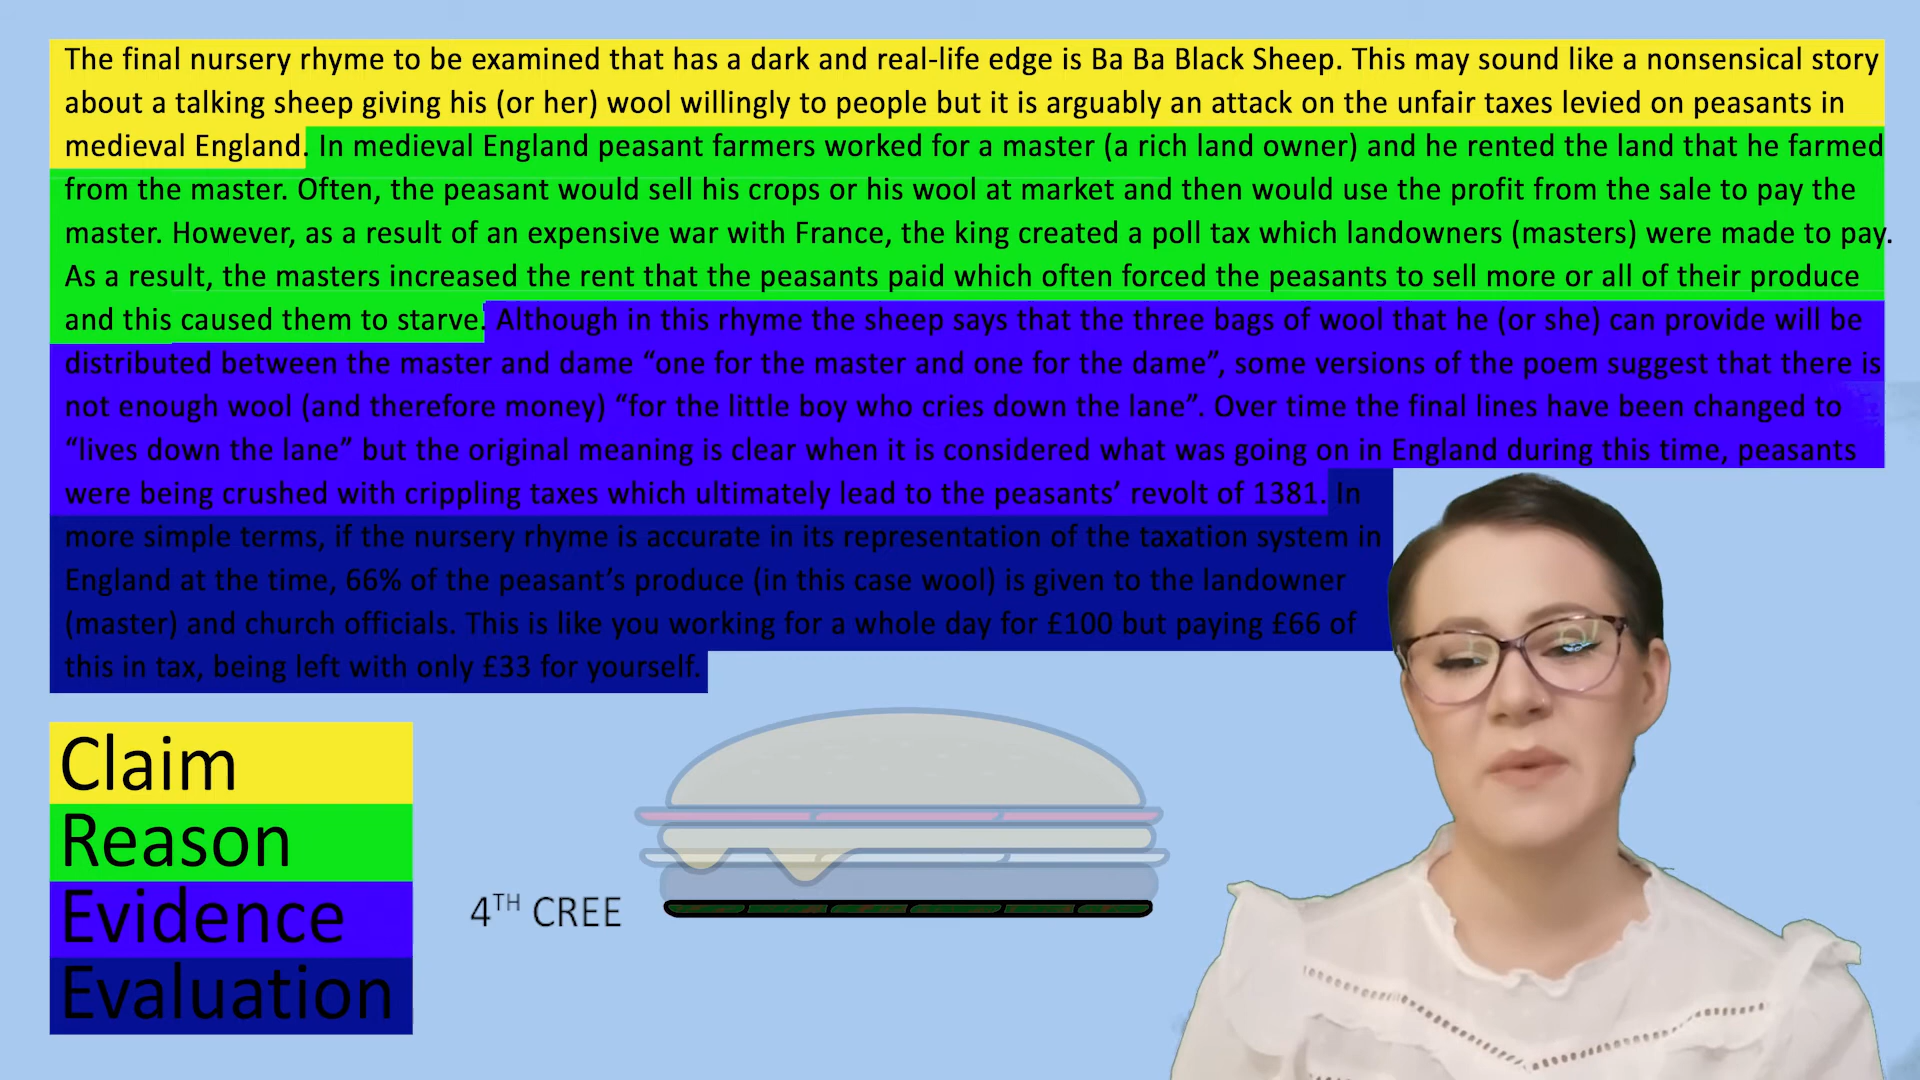 The final nursery rhyme to be examined that has a dark and real-life edge is Ba Ba Black Sheep. This may sound like a nonsensical story
about a talking sheep giving his (or her) wool willingly to people but it is arguably an attack on the unfair taxes levied on peasants in
medieval England. In medieval England peasant farmers worked for a master (a rich land owner) and he rented the land that he farmed
from the master. Often, the peasant would sell his crops or his wool at market and then would use the profit from the sale to pay the
master. However, as a result of an expensive war with France, the king created a poll tax which landowners (masters) were made to pay.
As a result, the masters increased the rent that the peasants paid which often forced the peasants to sell more or all of their produce
and this caused them to starve. Although in this rhyme the sheep says that the three bags of wool that he (or she) can provide will be
distributed between the master and dame “one for the master and one for the dame”, some versions of the poem suggest that there is
not enough wool (and therefore money) “for the little boy who cries down the lane”. Over time the final lines have been changed to
“lives down the lane” but the original meaning is clear when it is considered what was going on in England during this time, peasants
were being crushed with crippling taxes which ultimately lead to the peasants’ revolt of 1381. In
more simple terms, if the nursery rhyme is accurate in its representation of the taxation system in
England at the time, 66% of the peasant’s produce (in this case wool) is given to the landowner
(master) and church officials. This is like you working for a whole day for £100 but paying £66 of
this in tax, being left with only £33 for yourself.
Claim
Reason
Evidence
Evaluation
4TH CREE